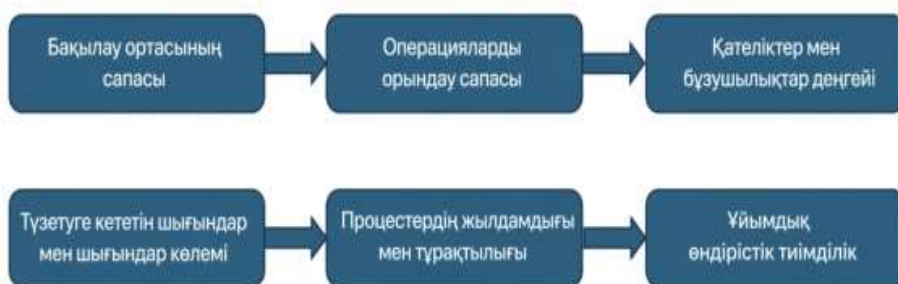 Бақылау ортасының
сапасы
Операцияларды
орындау сапасы
Қателіктер мен
бұзушылықтар деңгейі
Түзетуге кететін шығындар
мен шығындар көлемі
Процестердің жылдамдығы
мен тұрақтылығы
Ұйымдық
өндірістік тиімділік